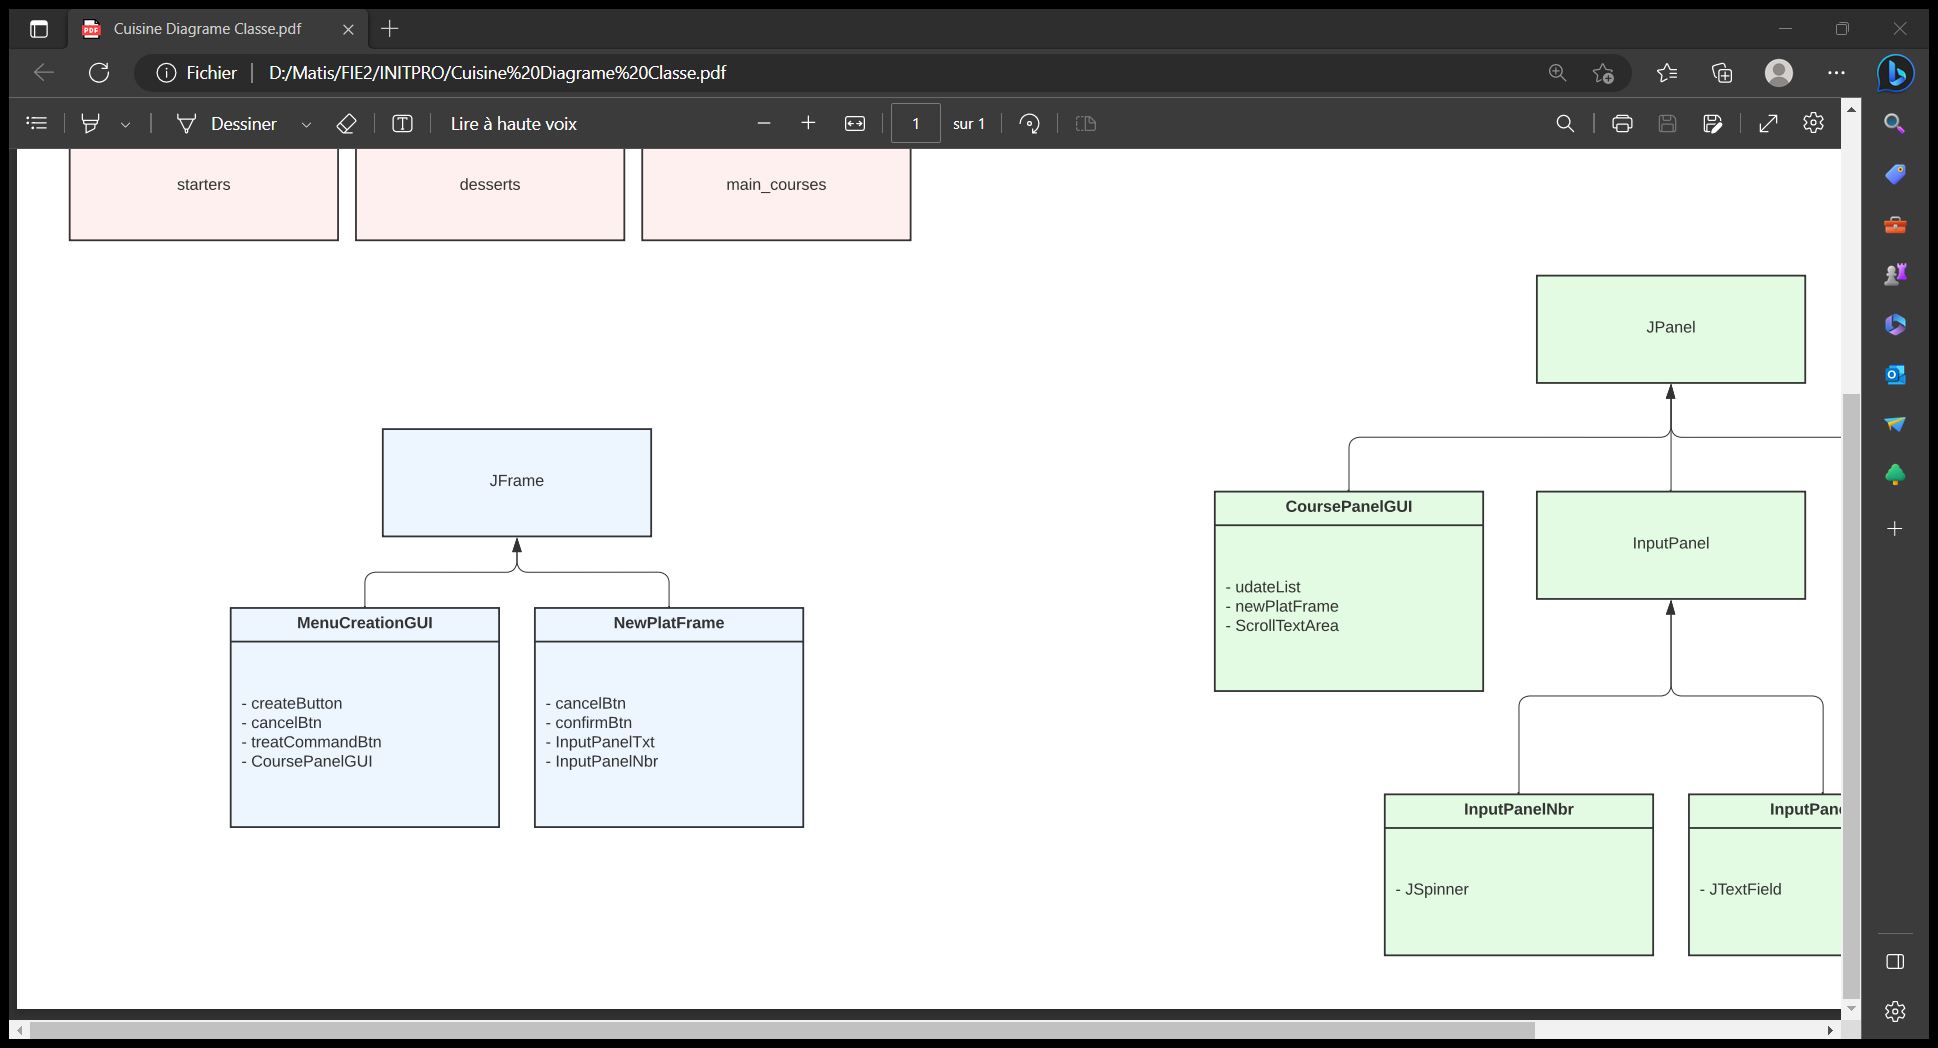 Cuisine Diagrame Classe.pdf
Fichier
D:/Matis/FIE2/INITPRO/Cuisine%20Diagrame%20Classe.pdf
Dessiner
Lire à haute voix
1
sur 1
starters
desserts
main_courses
JPanel
JFrame
CoursePanelGUI
- udateList
- newPlatFrame
- ScrollTextArea
InputPanel
MenuCreationGUI
- createButton
- cancelBtn
- treatCommandBtn
- CoursePanelGUI
NewPlatFrame
- cancelBtn
- confirmBtn
- InputPanelTxt
- InputPanelNbr
InputPanelNbr
- JSpinner
InputPan
- JTextField